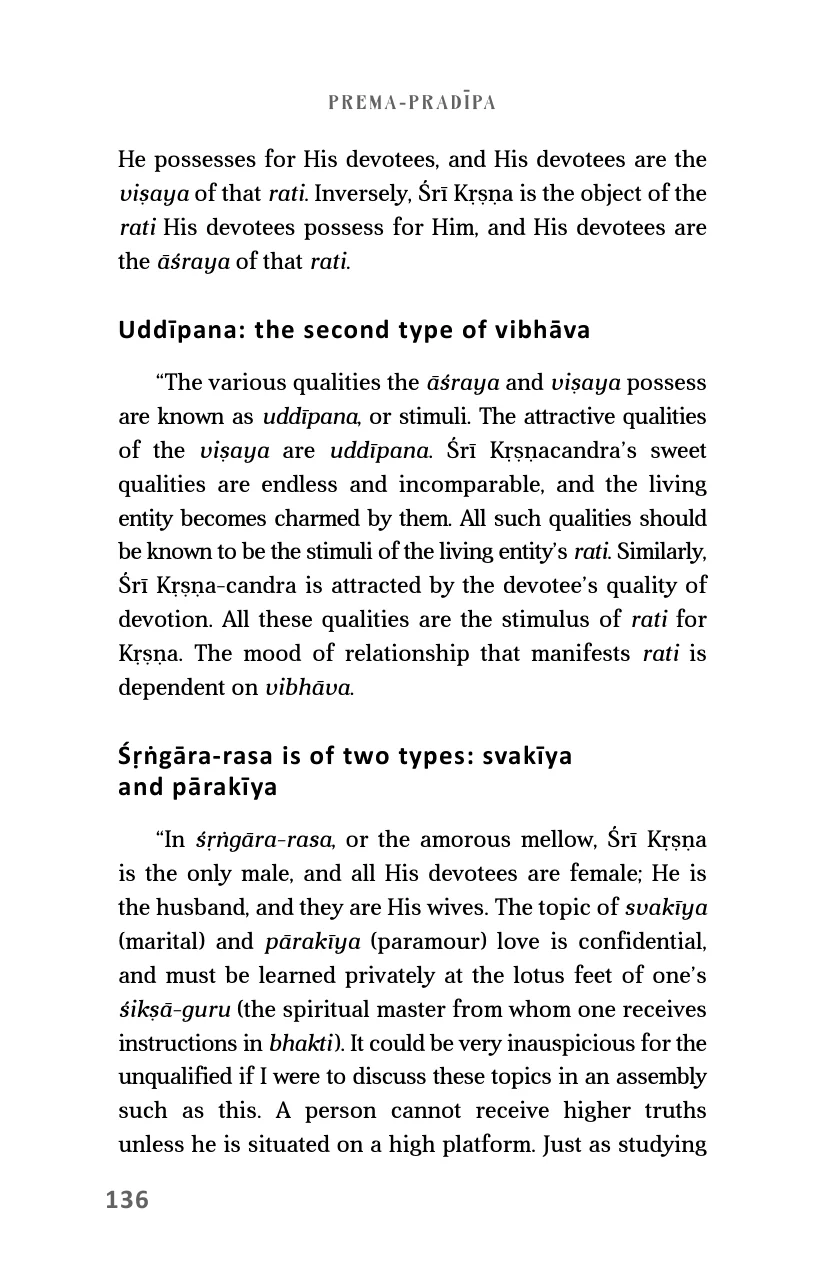 PREMA-PRADĪPA
He possesses for His devotees, and His devotees are the
viṣaya of that rati. Inversely, Śrī Kṛṣṇa is the object of the
rati His devotees possess for Him, and His devotees are
the āśraya of that rati.
Uddīpana: the second type of vibhāva
“The various qualities the āśraya and viṣaya possess
are known as uddīpana, or stimuli. The attractive qualities
of the viṣaya are uddīpana. Śrī Kṛṣṇacandra’s sweet
qualities are endless and incomparable, and the living
entity becomes charmed by them. All such qualities should
be known to be the stimuli of the living entity’s rati. Similarly,
Śrī Kṛṣṇa-candra is attracted by the devotee’s quality of
devotion. All these qualities are the stimulus of rati for
Kṛṣṇa. The mood of relationship that manifests rati is
dependent on vibhāva.
Śṛṅgāra-rasa is of two types: svakīya
and pārakīya
“In śṛṅgāra-rasa, or the amorous mellow, Śrī Kṛṣṇa
is the only male, and all His devotees are female; He is
the husband, and they are His wives. The topic of svakīya
(marital) and pārakīya (paramour) love is confidential,
and must be learned privately at the lotus feet of one’s
śikṣā-guru (the spiritual master from whom one receives
instructions in bhakti). It could be very inauspicious for the
unqualified if I were to discuss these topics in an assembly
such as this. A person cannot receive higher truths
unless he is situated on a high platform. Just as studying
136